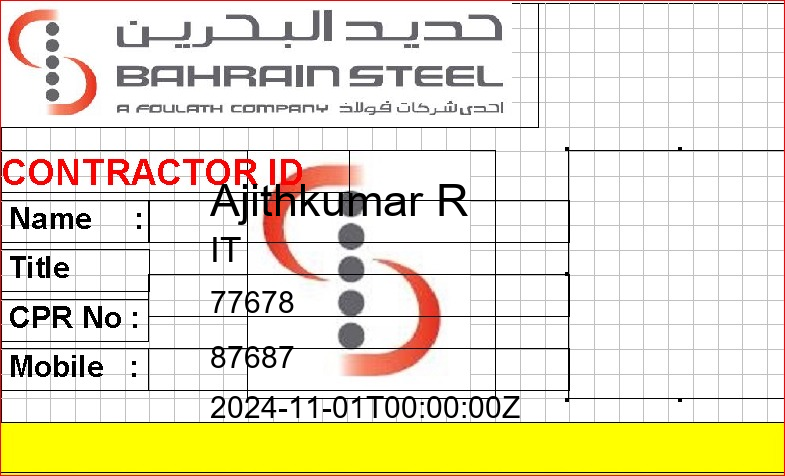 حديد البحرين
BAHRAIN STEEL
A FOULATH COMPANY احدى شركات فولاذ
CONTRACTOR ID
Name : Ajithkumar R
Title IT
CPR No : 77678
Mobile : 87687
2024-11-01T00:00:00Z